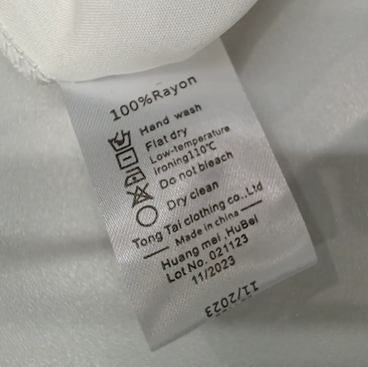 100%Rayon
Hand wash
Flat dry
Low-temperature
ironing110℃
Do not bleach
Dry clean
Tong Tai clothing co.,Ltd
Made in china
Huang mei, HuBei
Lot No. 021123
11/2023
11/2023